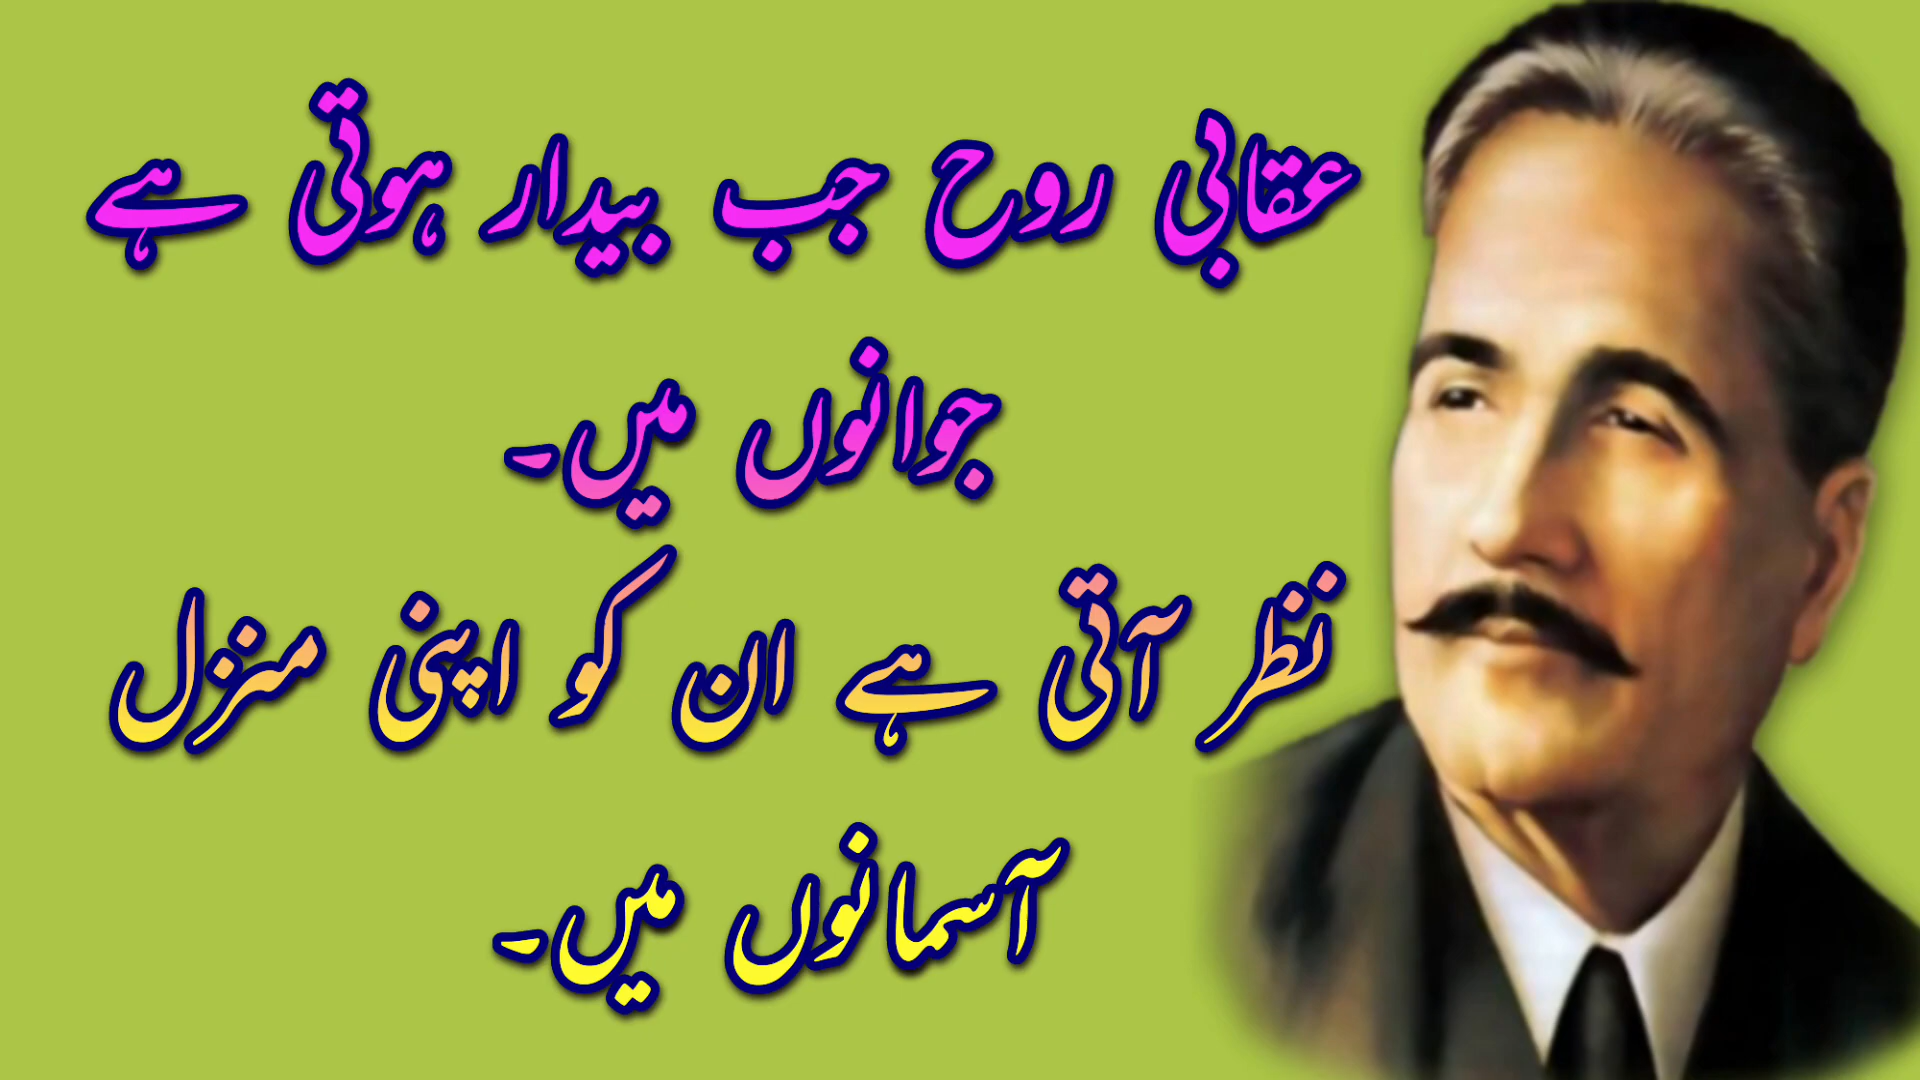 عقابی روح جب بیدار ہوتی ہے
جوانوں میں۔
نظر آتی ہے ان کو اپنی منزل
آسمانوں میں۔